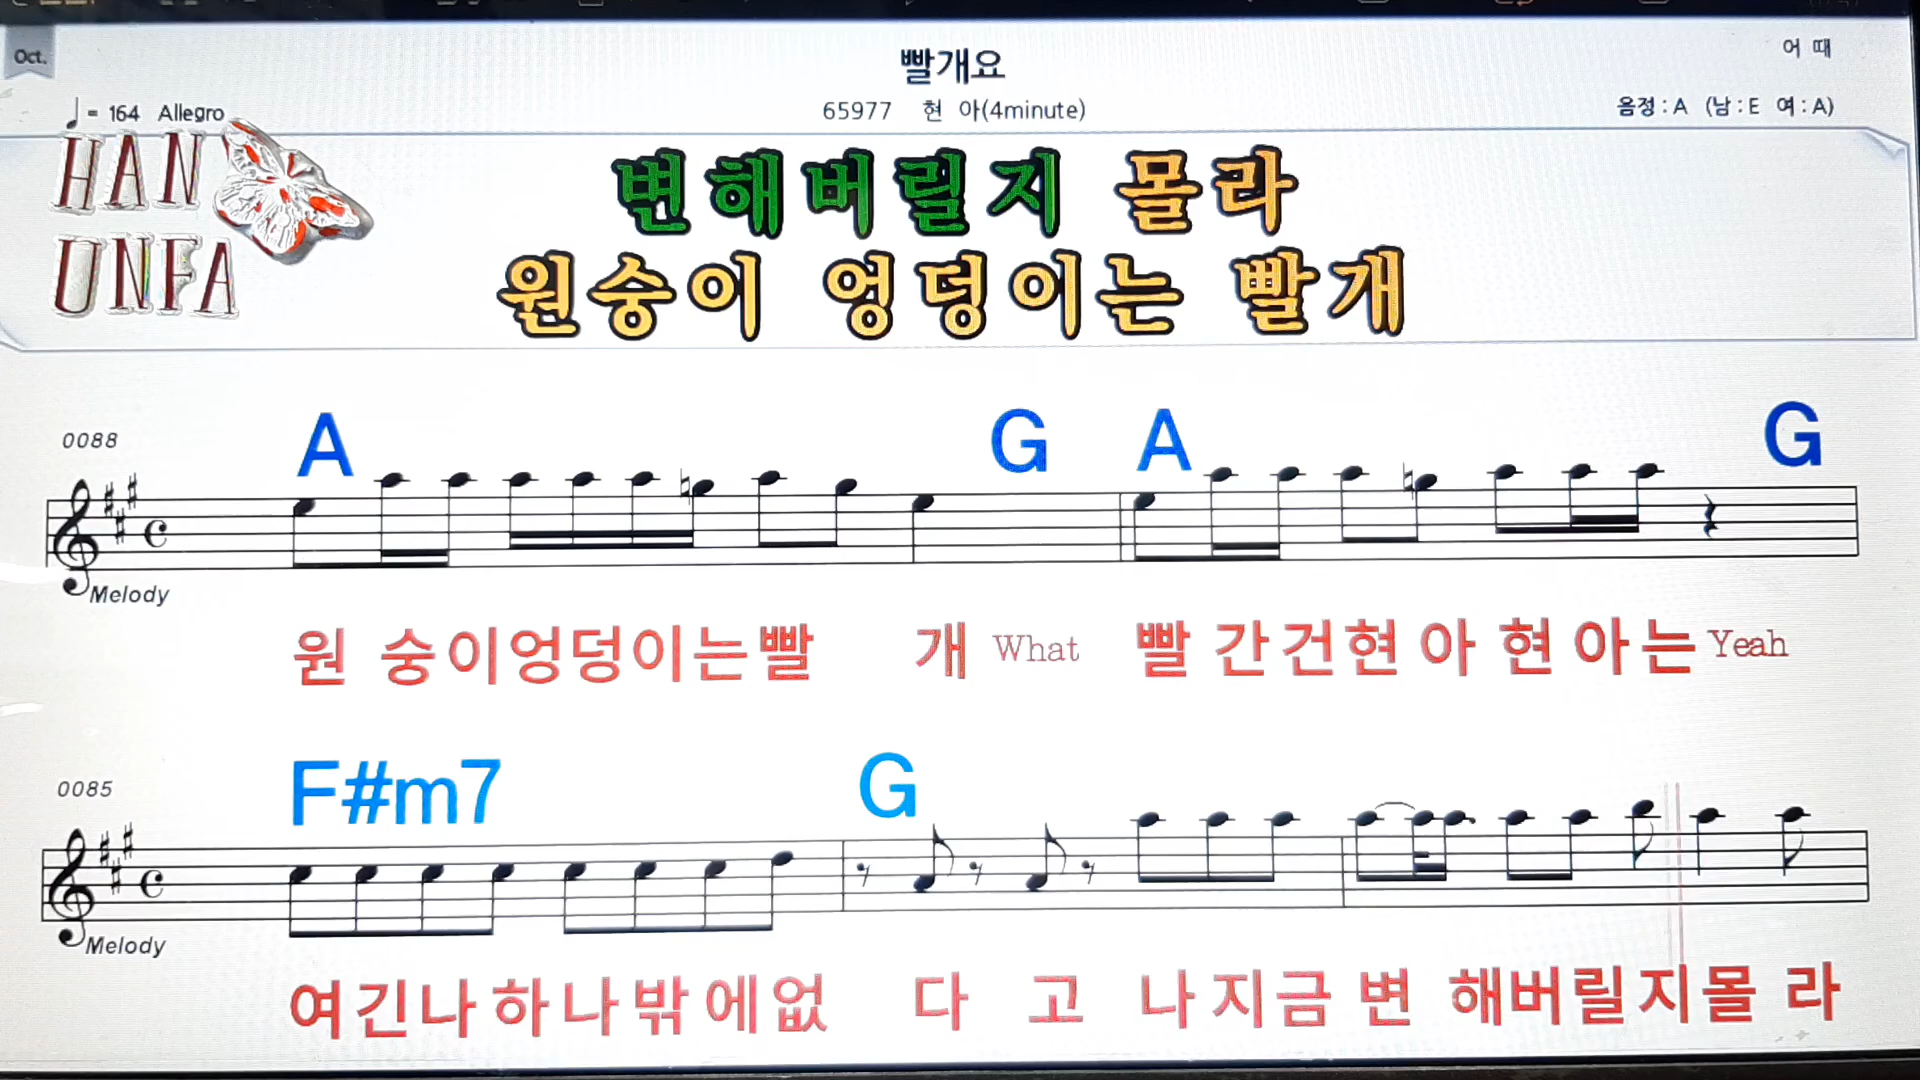 Oct.
빨개요
어 때
♩= 164 Allegro
65977 현 아(4minute)
음정 : A (남 : E 여 : A)
HAN
UNFA
변해버릴지 몰라
원숭이 엉덩이는 빨개
0088
A G A G
Melody
원 숭이엉덩이는빨 개 What 빨 간건현 아 현 아는 Yeah
0085
F#m7 G
Melody
여긴나하나밖에없 다 고 나지금 변 해버릴지몰 라